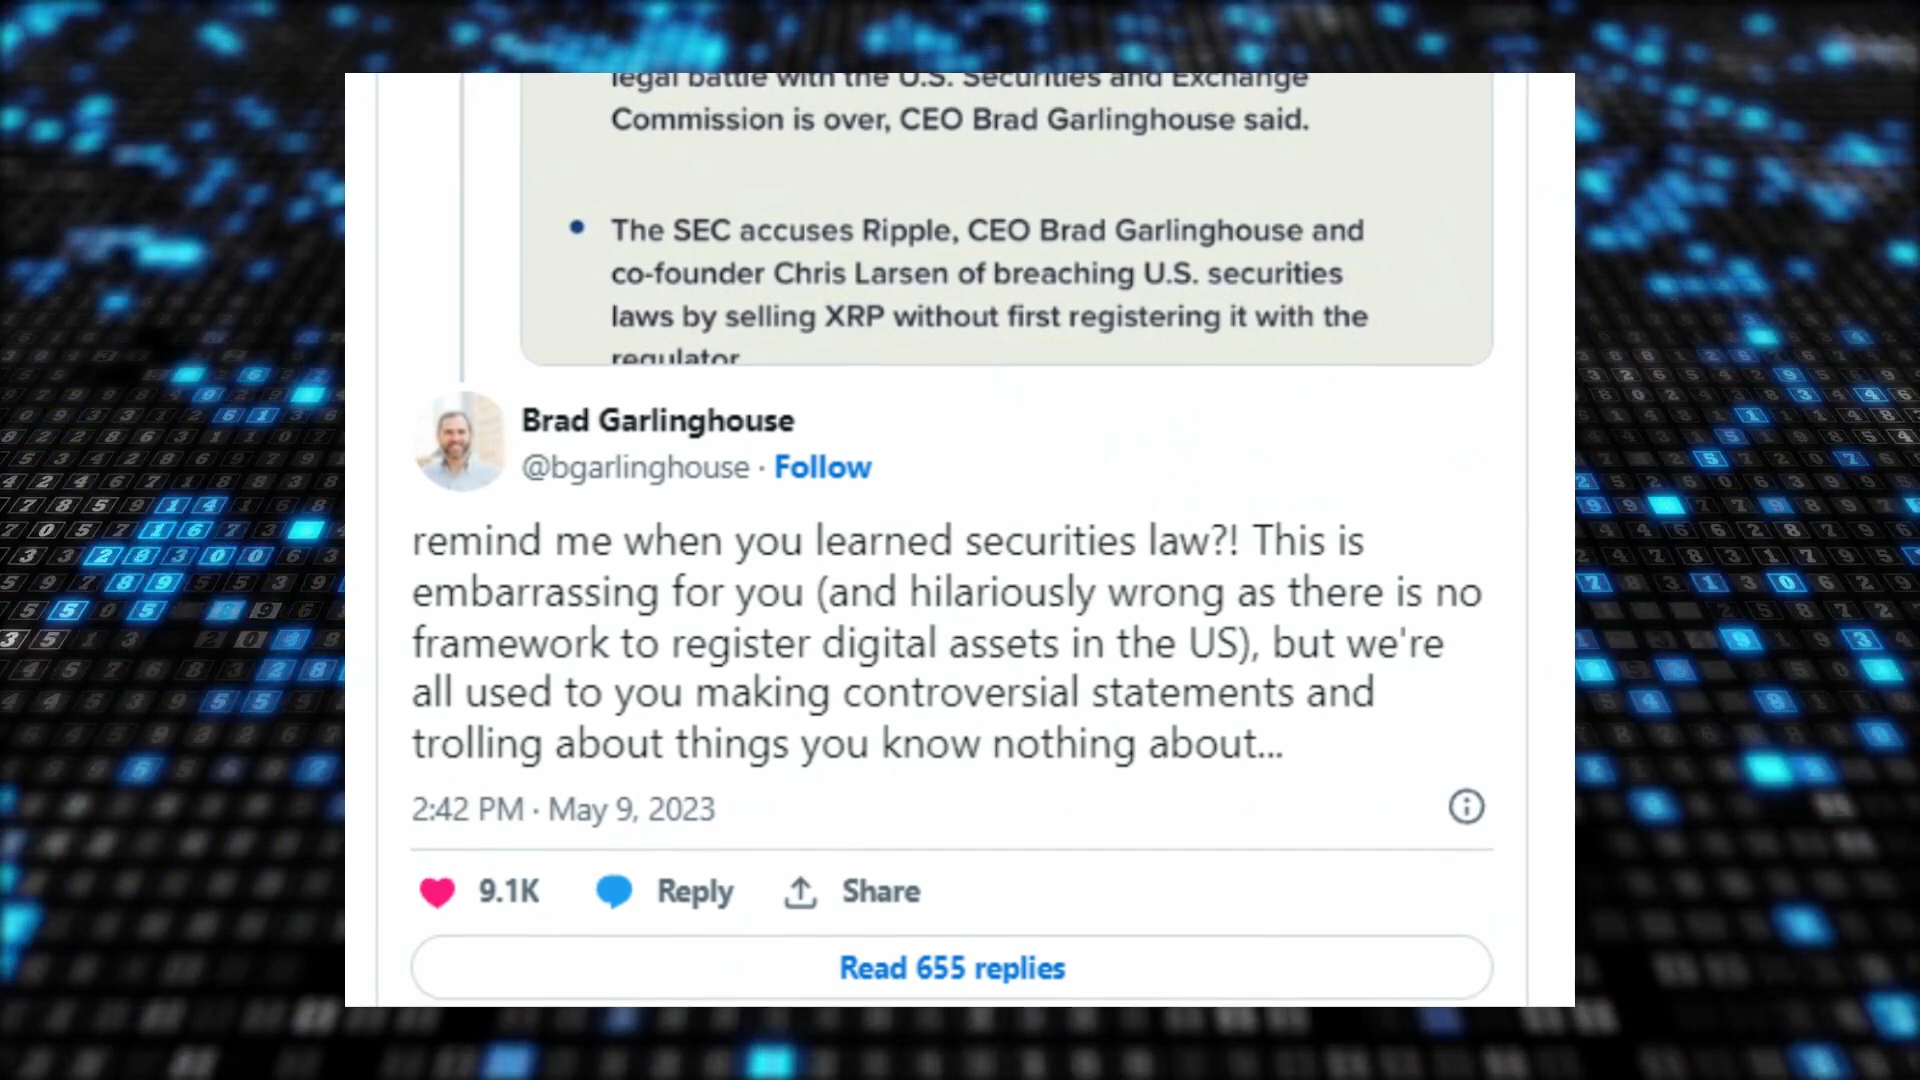 legal battle with the U.S. Securities and Exchange
Commission is over, CEO Brad Garlinghouse said.
• The SEC accuses Ripple, CEO Brad Garlinghouse and
co-founder Chris Larsen of breaching U.S. securities
laws by selling XRP without first registering it with the
regulator
Brad Garlinghouse
@bgarlinghouse · Follow
remind me when you learned securities law?! This is
embarrassing for you (and hilariously wrong as there is no
framework to register digital assets in the US), but we're
all used to you making controversial statements and
trolling about things you know nothing about...
2:42 PM · May 9, 2023
9.1K Reply Share
Read 655 replies